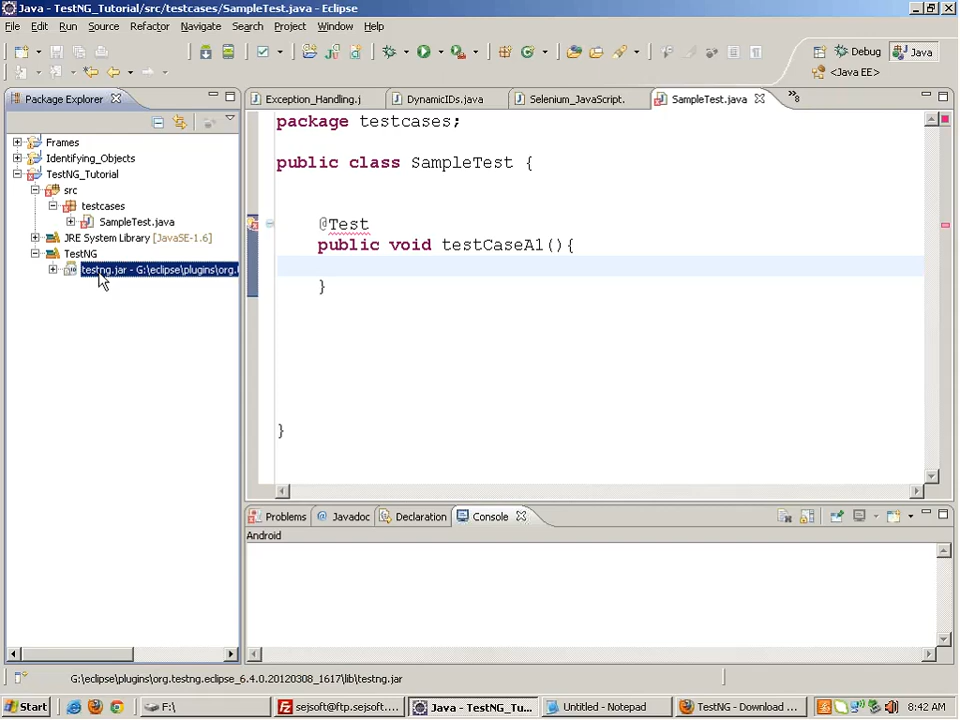 Java - TestNG_Tutorial/src/testcases/SampleTest.java - Eclipse
File Edit Run Source Refactor Navigate Search Project Window Help
Debug Java
<Java EE>
Package Explorer
Exception_Handling.j DynamicIDs.java Selenium_JavaScript. SampleTest.java 8
Frames
Identifying_Objects
TestNG_Tutorial
src
testcases
SampleTest.java
JRE System Library [JavaSE-1.6]
TestNG
testng.jar - G:\eclipse\plugins\org.
package testcases;
public class SampleTest {
@Test
public void testCaseA1(){
}
}
Problems Javadoc Declaration Console
Android
G:\eclipse\plugins\org.testng.eclipse_6.4.0.20120308_1617\lib\testng.jar
Start F:\ sejsoft@ftp.sejsoft.... Java - TestNG_Tu... Untitled - Notepad TestNG - Download ... 8:42 AM